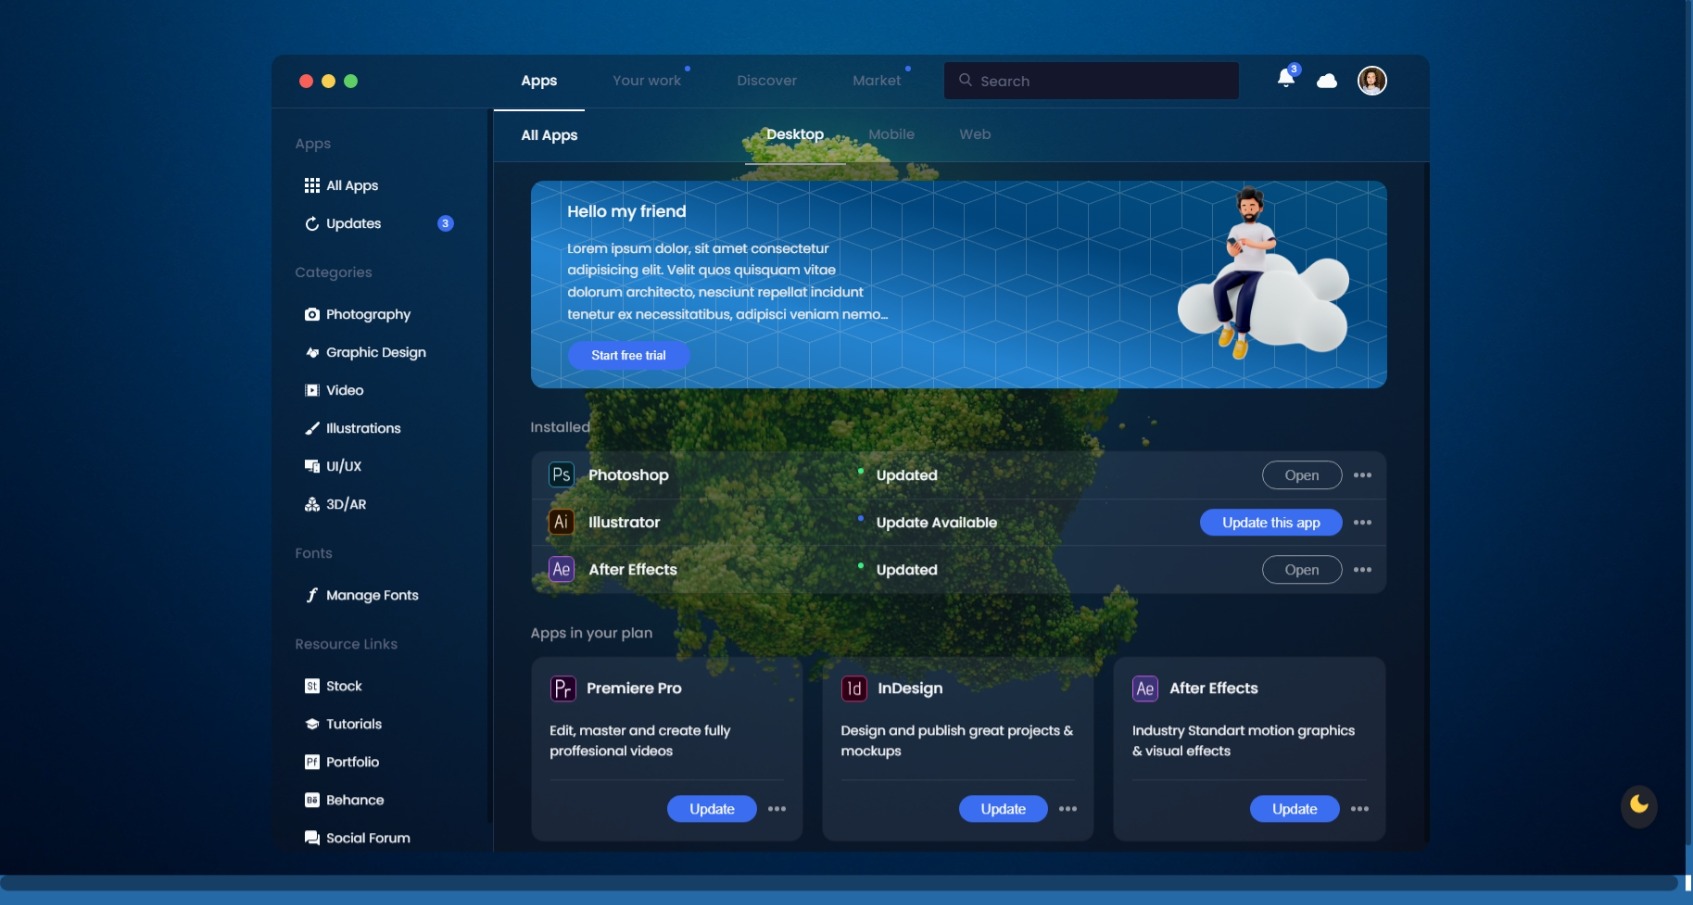 Apps
Your work
Discover
Market
Search
3
All Apps
Desktop
Mobile
Web
Apps
All Apps
Updates
3
Categories
Photography
Graphic Design
Video
Illustrations
UI/UX
3D/AR
Fonts
Manage Fonts
Resource Links
St Stock
Tutorials
Pf Portfolio
Bē Behance
Social Forum
Hello my friend
Lorem ipsum dolor, sit amet consectetur
adipisicing elit. Velit quos quisquam vitae
dolorum architecto, nesciunt repellat incidunt
tenetur ex necessitatibus, adipisci veniam nemo...
Start free trial
Installed
Ps Photoshop Updated Open
Ai Illustrator Update Available Update this app
Ae After Effects Updated Open
Apps in your plan
Pr Premiere Pro
Edit, master and create fully
proffesional videos
Update
Id InDesign
Design and publish great projects &
mockups
Update
Ae After Effects
Industry Standart motion graphics
& visual effects
Update